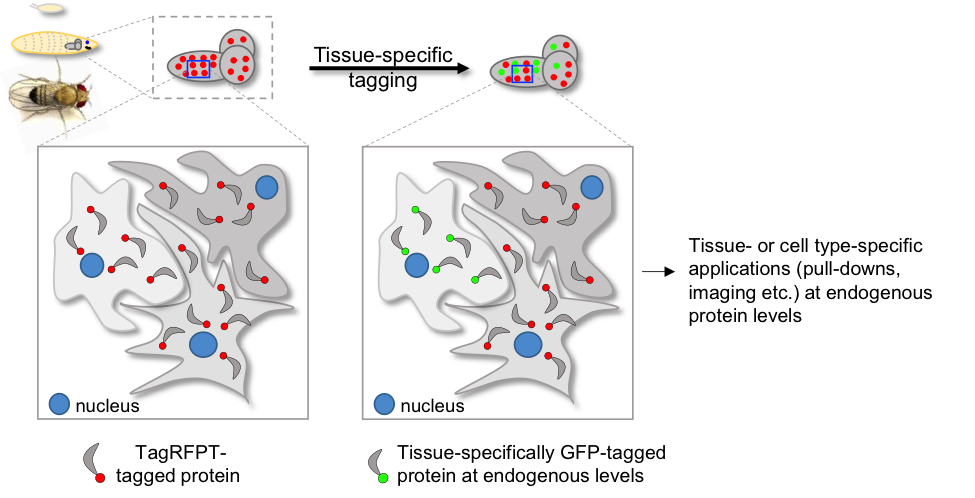 Tissue-specific
tagging
nucleus
nucleus
Tissue- or cell type-specific
applications (pull-downs,
imaging etc.) at endogenous
protein levels
TagRFPT-
tagged protein
Tissue-specifically GFP-tagged
protein at endogenous levels